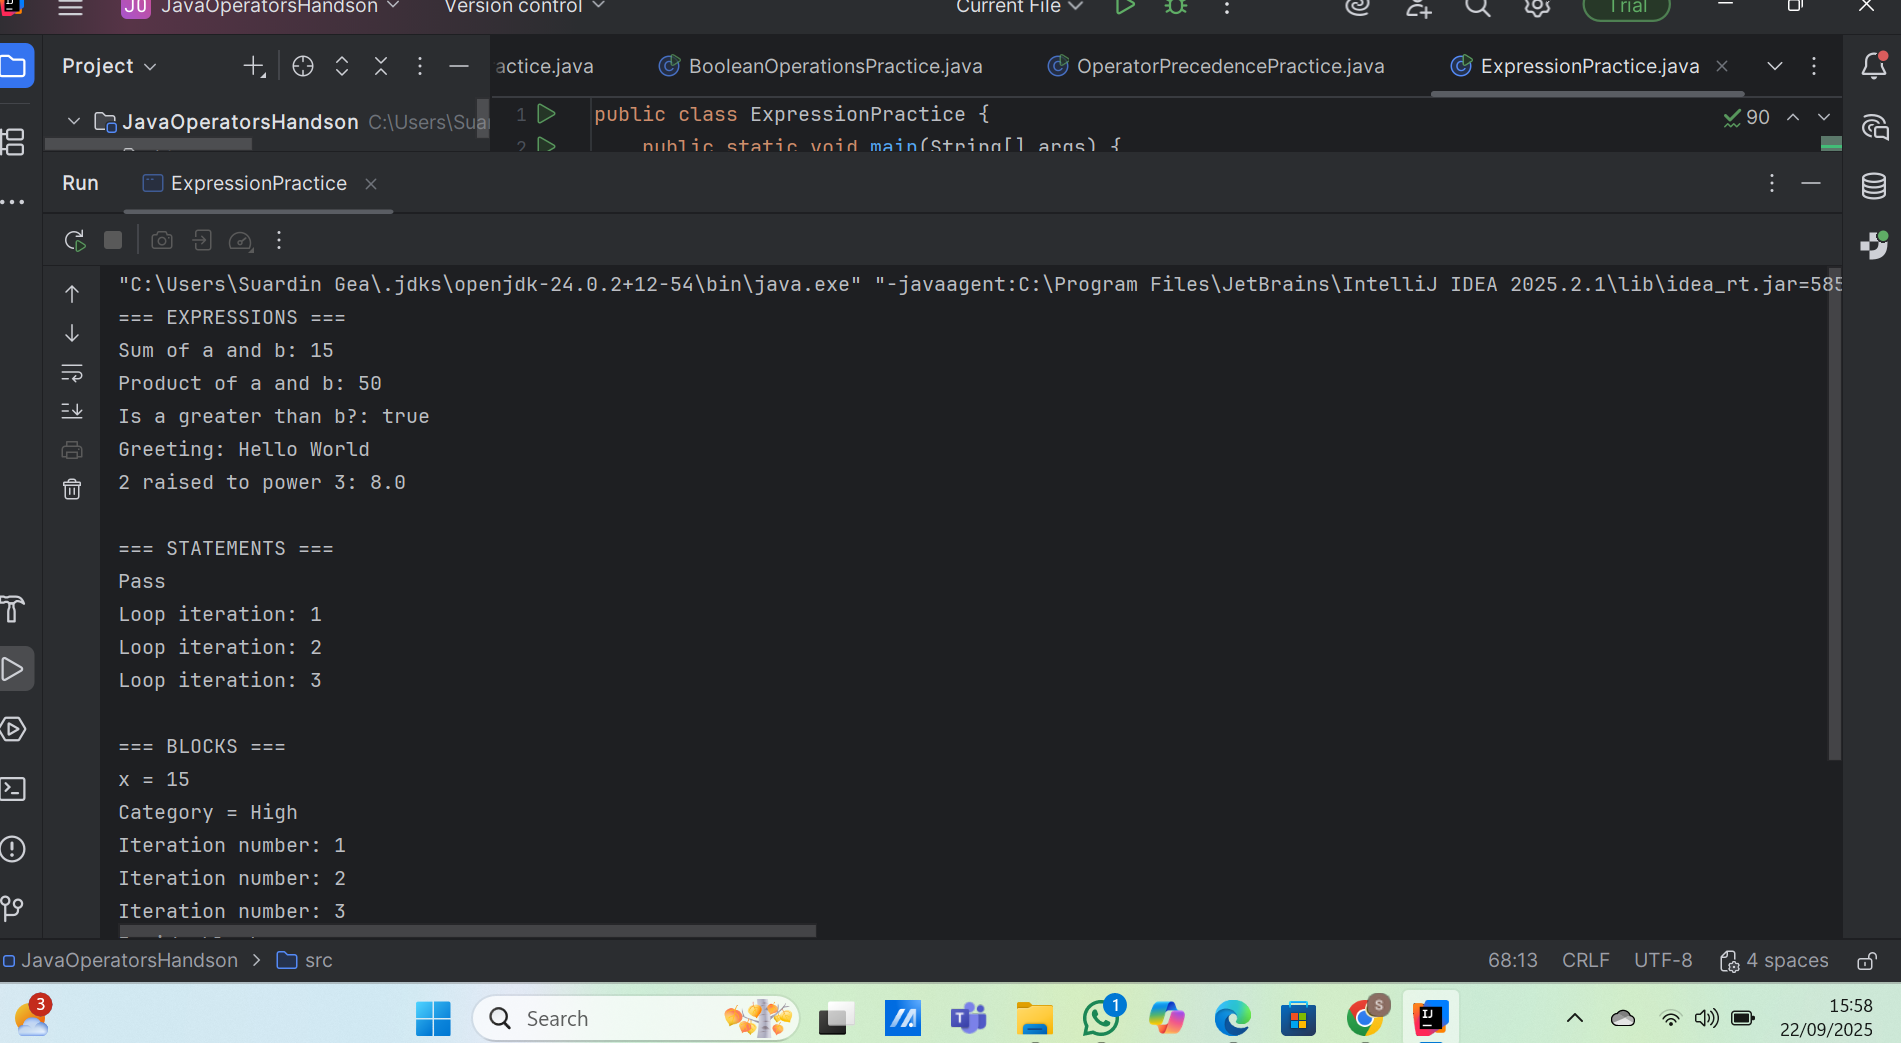 JO JavaOperatorsHandson Version control Current File Trial
Project
actice.java BooleanOperationsPractice.java OperatorPrecedencePractice.java ExpressionPractice.java
JavaOperatorsHandson C:\Users\Sua
1 public class ExpressionPractice {
90
2 public static void main(String[] args) {
Run ExpressionPractice
"C:\Users\Suardin Gea\.jdks\openjdk-24.0.2+12-54\bin\java.exe" "-javaagent:C:\Program Files\JetBrains\IntelliJ IDEA 2025.2.1\lib\idea_rt.jar=585
=== EXPRESSIONS ===
Sum of a and b: 15
Product of a and b: 50
Is a greater than b?: true
Greeting: Hello World
2 raised to power 3: 8.0
=== STATEMENTS ===
Pass
Loop iteration: 1
Loop iteration: 2
Loop iteration: 3
=== BLOCKS ===
x = 15
Category = High
Iteration number: 1
Iteration number: 2
Iteration number: 3
JavaOperatorsHandson > src 68:13 CRLF UTF-8 4 spaces
3 Search 1 S IJ 15:58
22/09/2025